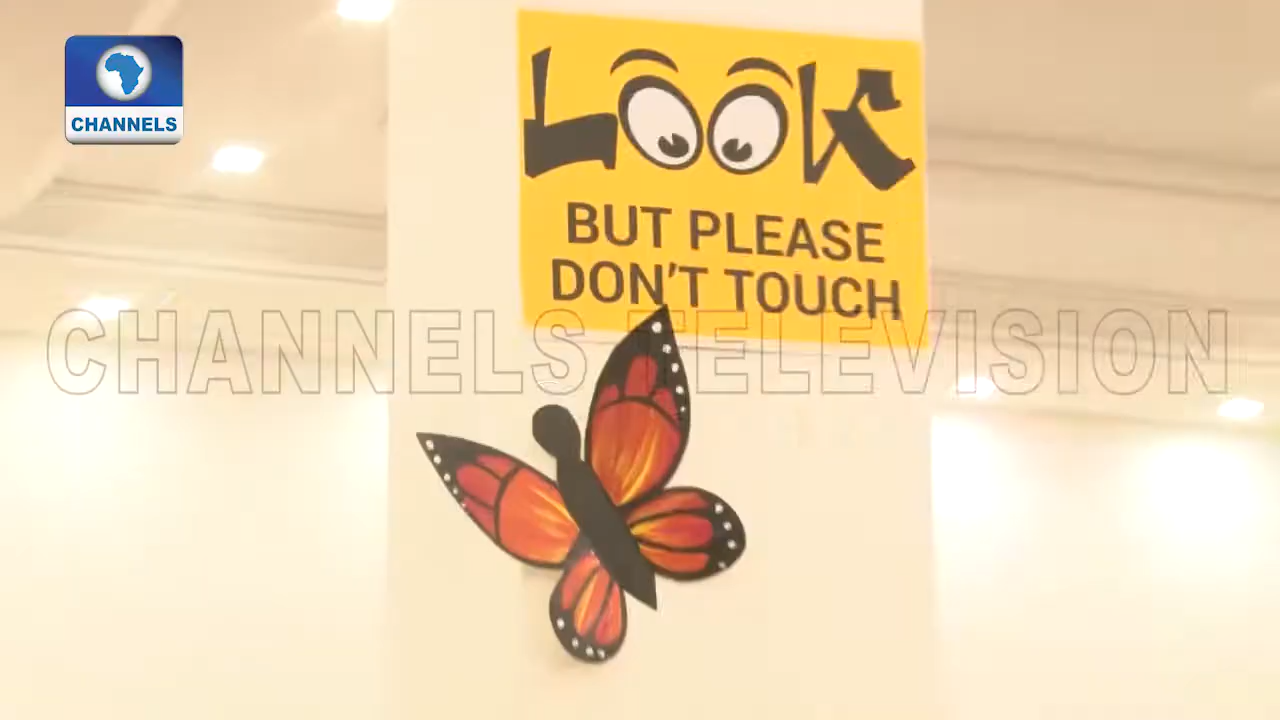 CHANNELS
LOOK
BUT PLEASE
DON'T TOUCH
CHANNELS TELEVISION